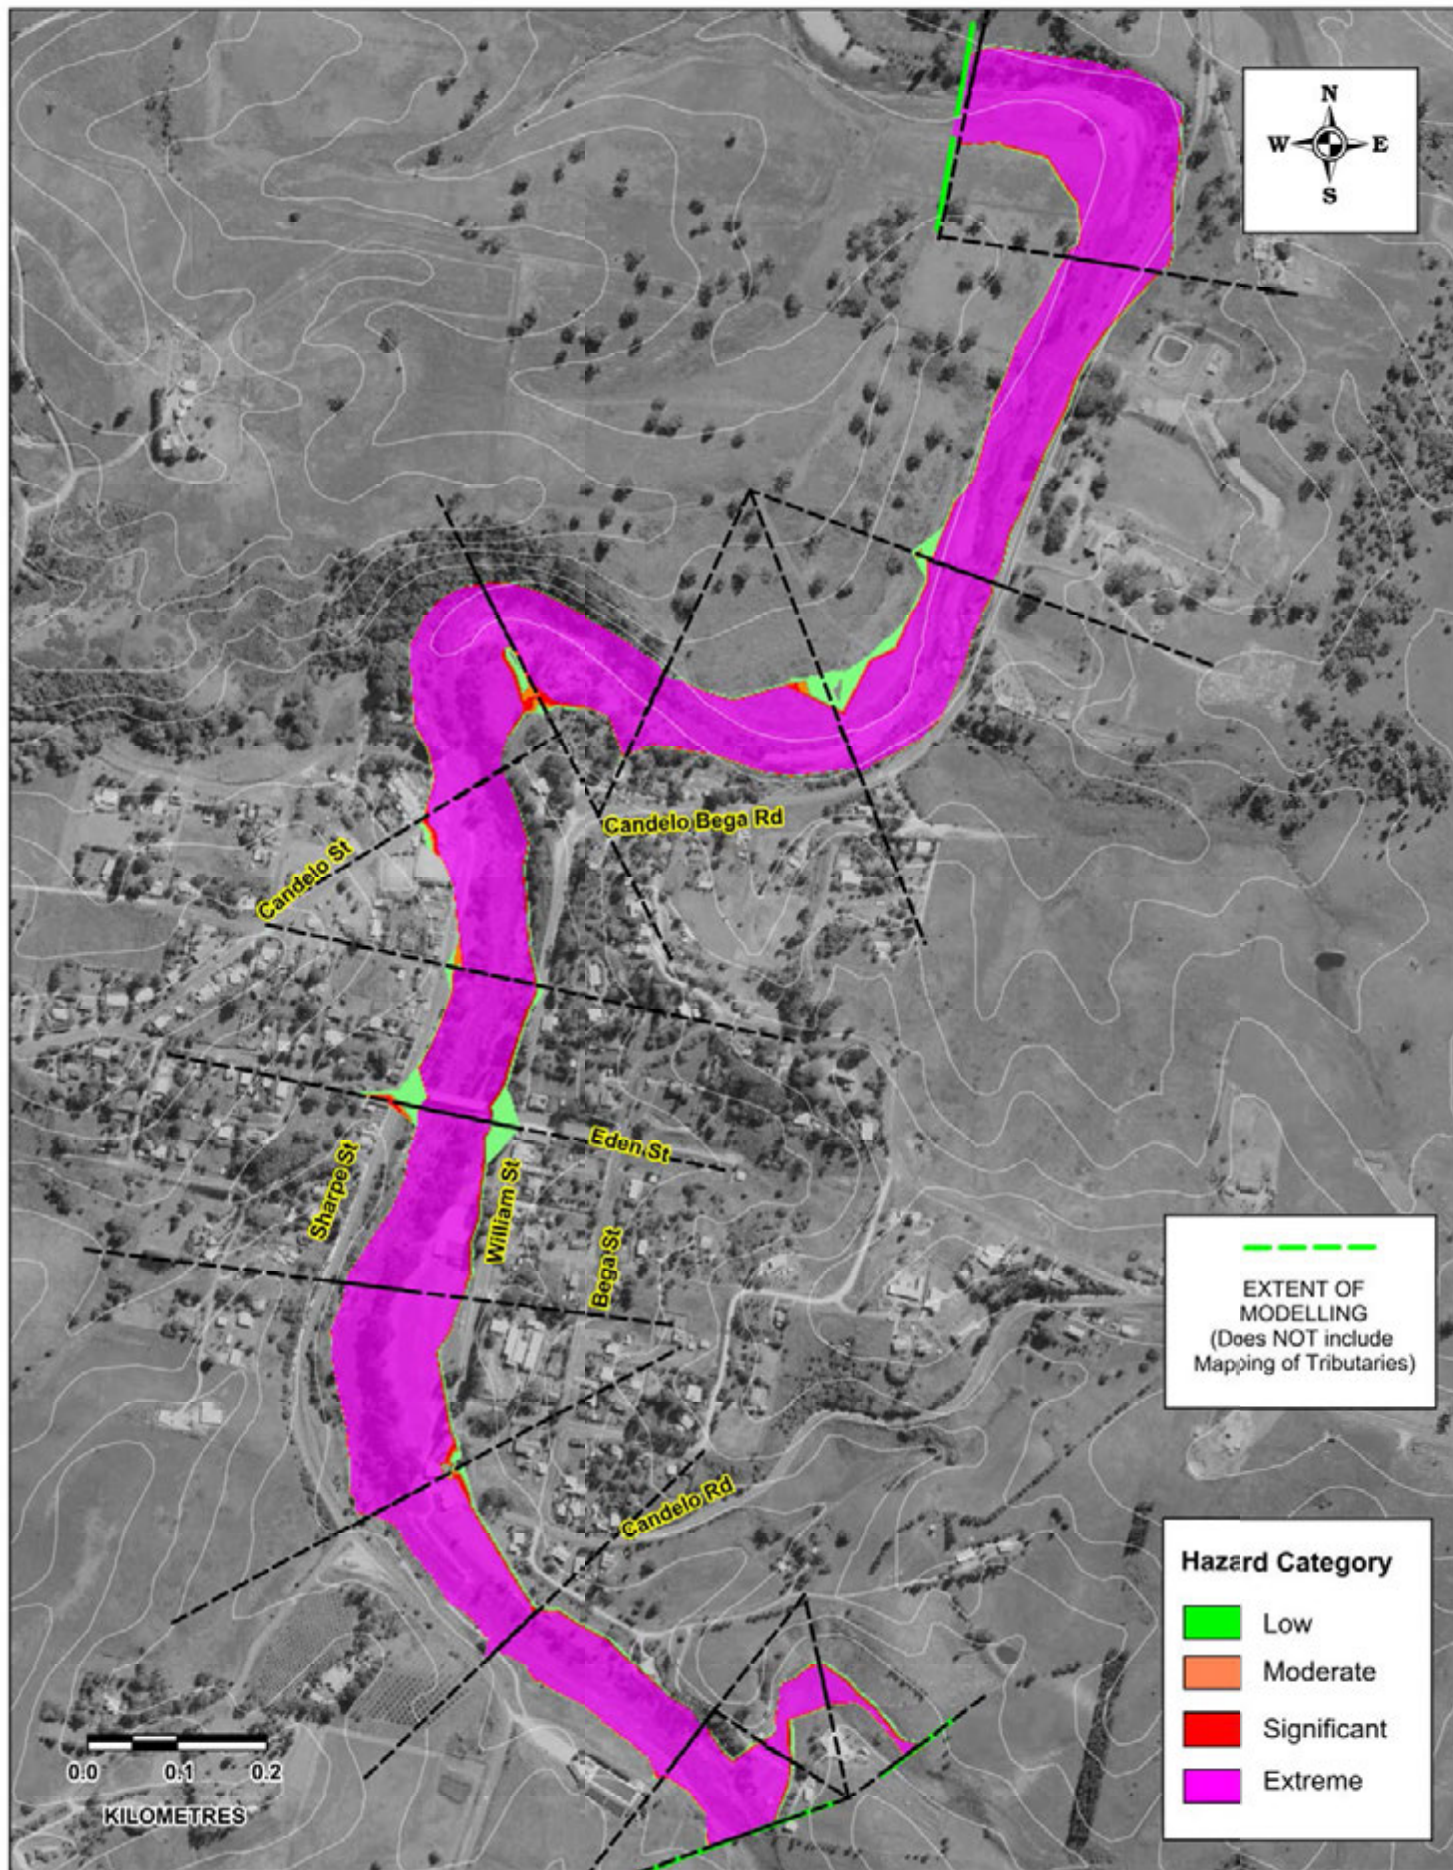 N
W E
S
Candelo Bega Rd
Candelo St
Eden St
Sharpe St
William St
Bega St
Candelo Rd
EXTENT OF
MODELLING
(Does NOT include
Mapping of Tributaries)
Hazard Category
Low
Moderate
Significant
Extreme
0.0 0.1 0.2
KILOMETRES